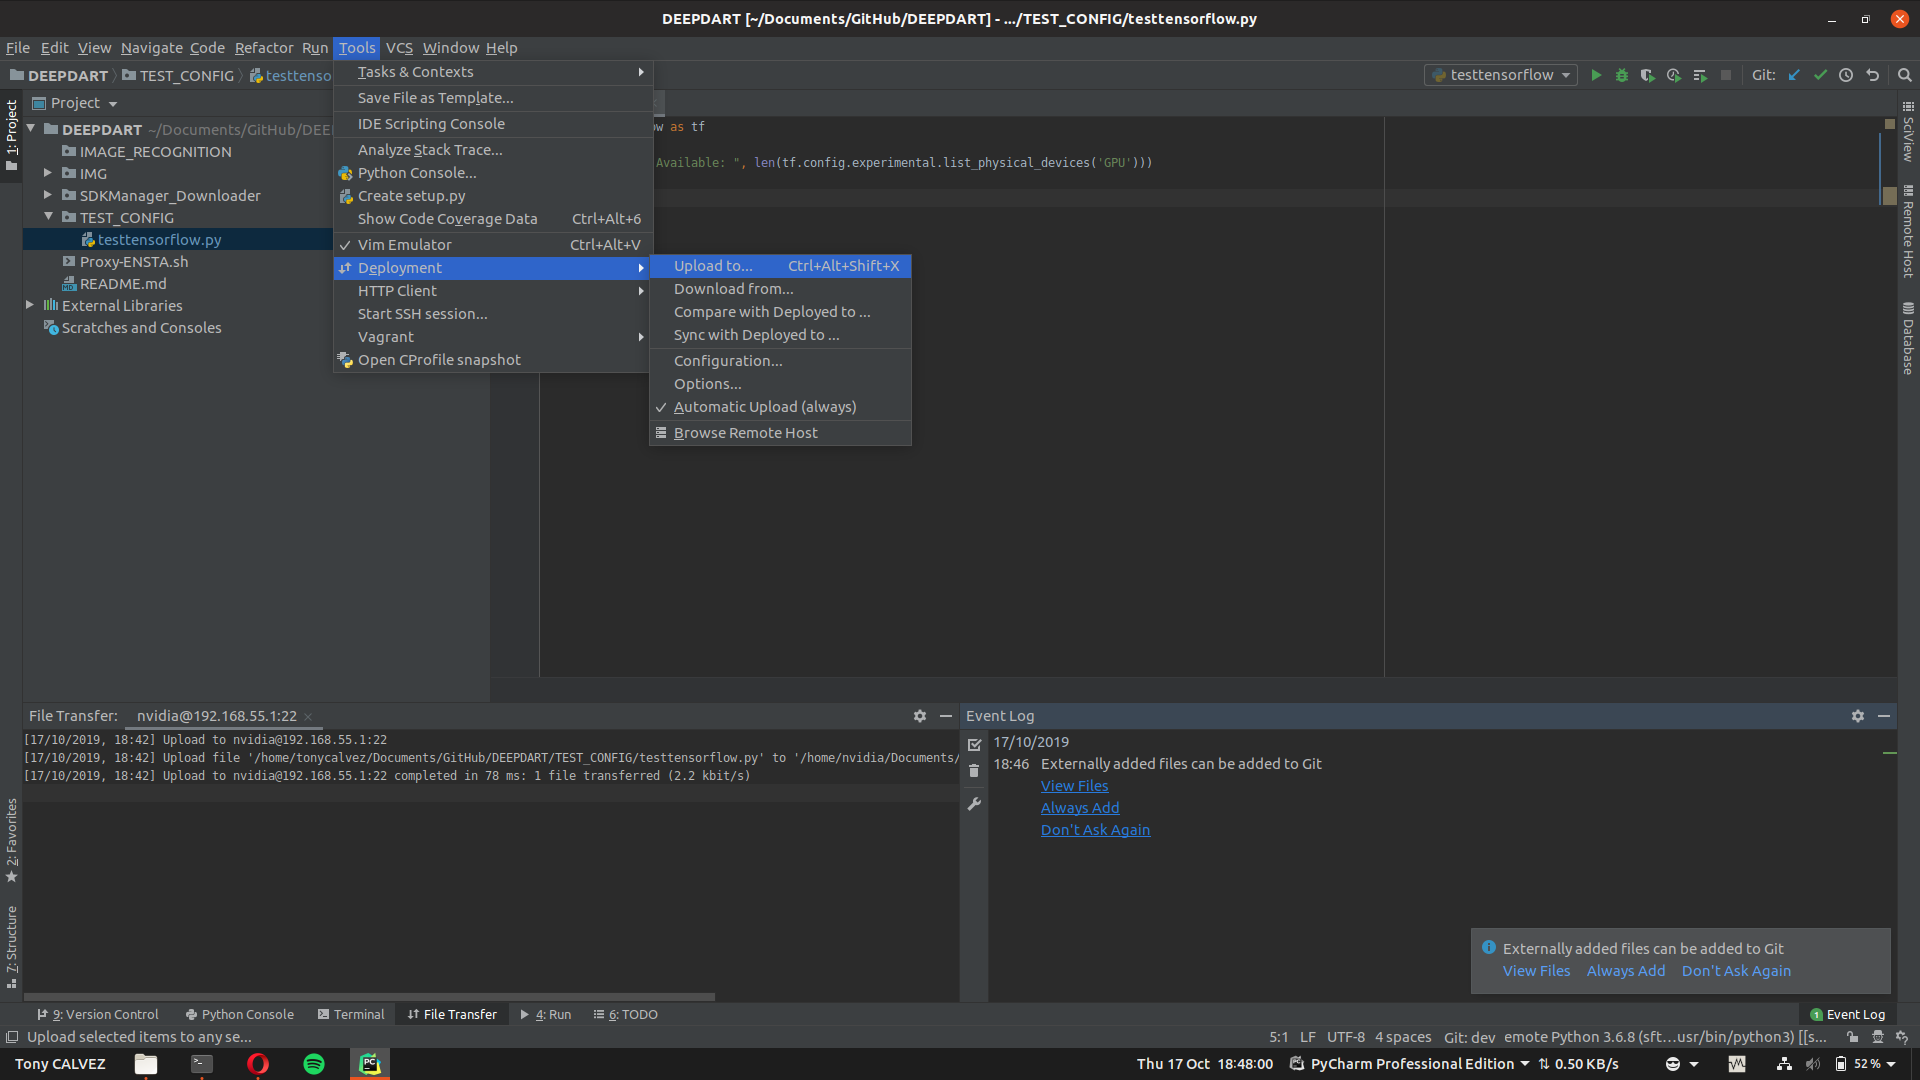 DEEPDART [~/Documents/GitHub/DEEPDART] - .../TEST_CONFIG/testtensorflow.py
File Edit View Navigate Code Refactor Run Tools VCS Window Help
DEEPDART TEST_CONFIG testtenso
testtensorflow Git:
Project
1: Project
DEEPDART ~/Documents/GitHub/DEE
IMAGE_RECOGNITION
IMG
SDKManager_Downloader
TEST_CONFIG
testtensorflow.py
Proxy-ENSTA.sh
README.md
External Libraries
Scratches and Consoles
Tasks & Contexts
Save File as Template...
IDE Scripting Console
Analyze Stack Trace...
Python Console...
Create setup.py
Show Code Coverage Data Ctrl+Alt+6
Vim Emulator Ctrl+Alt+V
Deployment
HTTP Client
Start SSH session...
Vagrant
Open CProfile snapshot
Upload to... Ctrl+Alt+Shift+X
Download from...
Compare with Deployed to ...
Sync with Deployed to ...
Configuration...
Options...
Automatic Upload (always)
Browse Remote Host
w as tf
Available: ", len(tf.config.experimental.list_physical_devices('GPU')))
SciView
Remote Host
Database
2: Favorites
7: Structure
File Transfer: nvidia@192.168.55.1:22
[17/10/2019, 18:42] Upload to nvidia@192.168.55.1:22
[17/10/2019, 18:42] Upload file '/home/tonycalvez/Documents/GitHub/DEEPDART/TEST_CONFIG/testtensorflow.py' to '/home/nvidia/Documents/
[17/10/2019, 18:42] Upload to nvidia@192.168.55.1:22 completed in 78 ms: 1 file transferred (2.2 kbit/s)
Event Log
17/10/2019
18:46 Externally added files can be added to Git
View Files
Always Add
Don't Ask Again
Externally added files can be added to Git
View Files Always Add Don't Ask Again
9: Version Control Python Console Terminal File Transfer 4: Run 6: TODO
1 Event Log
Upload selected items to any se...
5:1 LF UTF-8 4 spaces Git: dev emote Python 3.6.8 (sft...usr/bin/python3) [[s...
Tony CALVEZ
Thu 17 Oct 18:48:00 PyCharm Professional Edition 0.50 KB/s 52 %